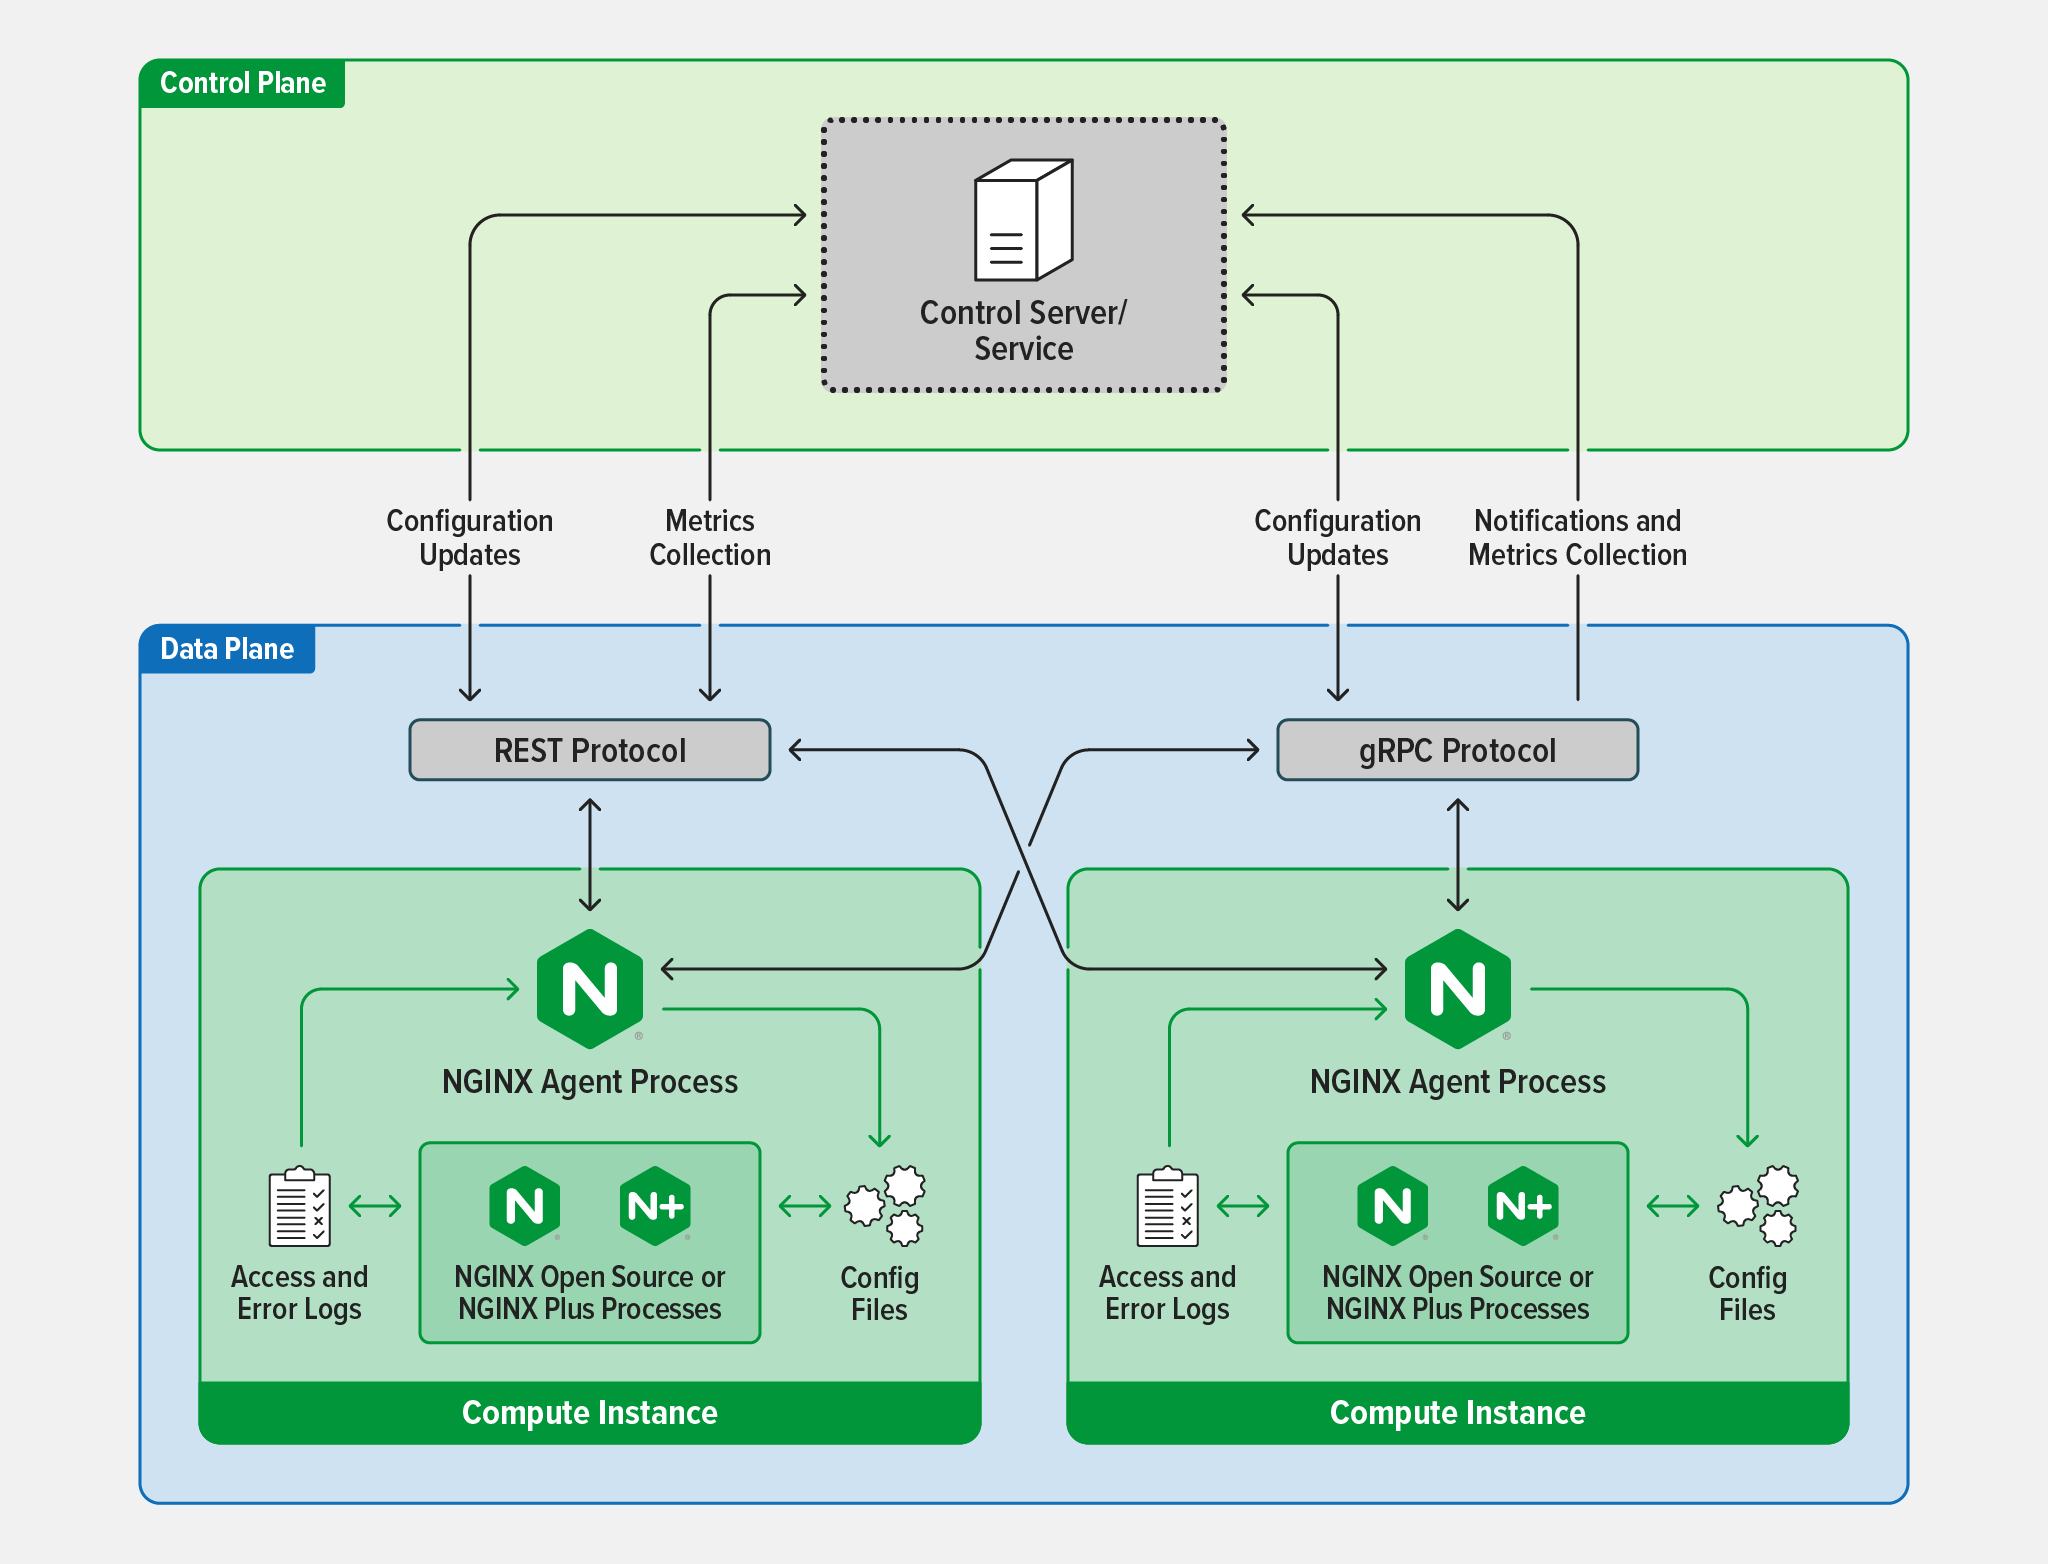 Control Plane
Control Server/
Service
Configuration
Updates
Metrics
Collection
Configuration
Updates
Notifications and
Metrics Collection
Data Plane
REST Protocol
gRPC Protocol
N
®
NGINX Agent Process
N
®
NGINX Agent Process
Access and
Error Logs
N
N+
NGINX Open Source or
NGINX Plus Processes
Config
Files
Compute Instance
Access and
Error Logs
N
N+
NGINX Open Source or
NGINX Plus Processes
Config
Files
Compute Instance